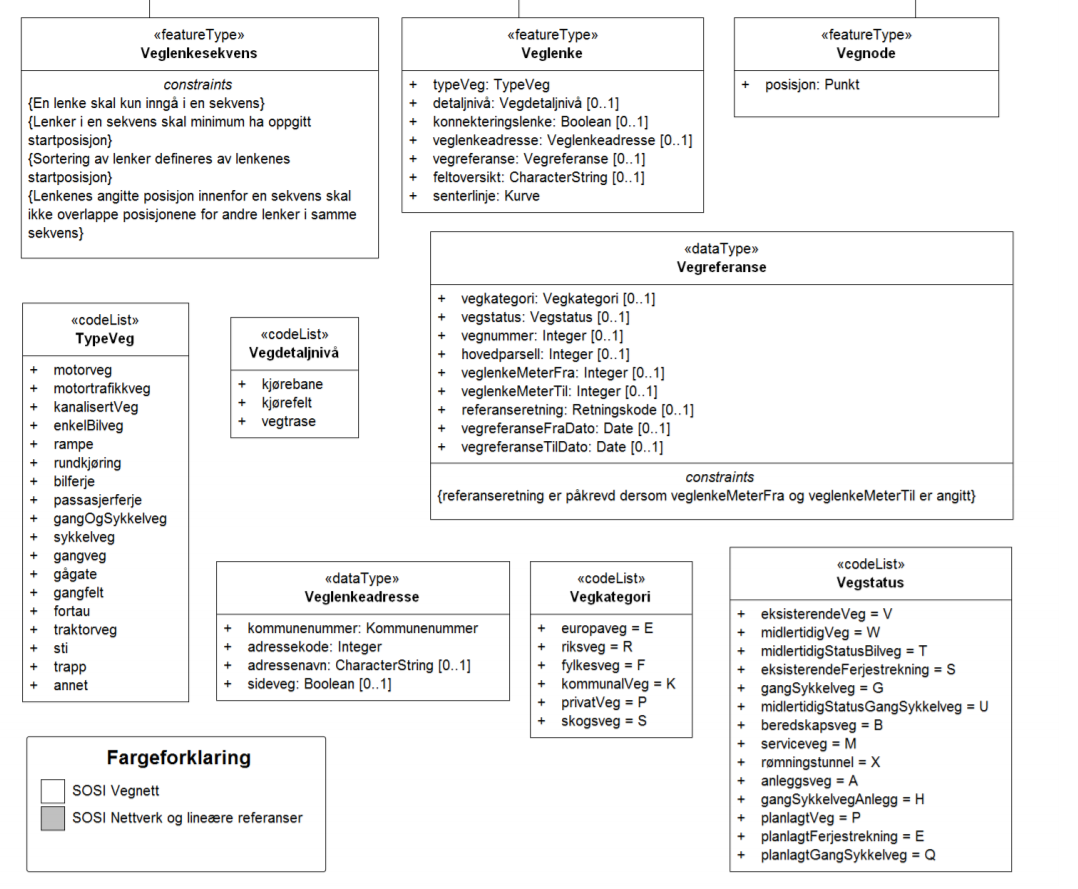 «featureType»
Veglenkesekvens
constraints
{En lenke skal kun inngå i en sekvens}
{Lenker i en sekvens skal minimum ha oppgitt
startposisjon}
{Sortering av lenker defineres av lenkenes
startposisjon}
{Lenkenes angitte posisjon innenfor en sekvens skal
ikke overlappe posisjonene for andre lenker i samme
sekvens}
«featureType»
Veglenke
+ typeVeg: TypeVeg
+ detaljnivå: Vegdetaljnivå [0..1]
+ konnekteringslenke: Boolean [0..1]
+ veglenkeadresse: Veglenkeadresse [0..1]
+ vegreferanse: Vegreferanse [0..1]
+ feltoversikt: CharacterString [0..1]
+ senterlinje: Kurve
«featureType»
Vegnode
+ posisjon: Punkt
«dataType»
Vegreferanse
+ vegkategori: Vegkategori [0..1]
+ vegstatus: Vegstatus [0..1]
+ vegnummer: Integer [0..1]
+ hovedparsell: Integer [0..1]
+ veglenkeMeterFra: Integer [0..1]
+ veglenkeMeterTil: Integer [0..1]
+ referanseretning: Retningskode [0..1]
+ vegreferanseFraDato: Date [0..1]
+ vegreferanseTilDato: Date [0..1]
constraints
{referanseretning er påkrevd dersom veglenkeMeterFra og veglenkeMeterTil er angitt}
«codeList»
TypeVeg
+ motorveg
+ motortrafikkveg
+ kanalisertVeg
+ enkelBilveg
+ rampe
+ rundkjøring
+ bilferje
+ passasjerferje
+ gangOgSykkelveg
+ sykkelveg
+ gangveg
+ gågate
+ gangfelt
+ fortau
+ traktorveg
+ sti
+ trapp
+ annet
«codeList»
Vegdetaljnivå
+ kjørebane
+ kjørefelt
+ vegtrase
«dataType»
Veglenkeadresse
+ kommunenummer: Kommunenummer
+ adressekode: Integer
+ adressenavn: CharacterString [0..1]
+ sideveg: Boolean [0..1]
«codeList»
Vegkategori
+ europaveg = E
+ riksveg = R
+ fylkesveg = F
+ kommunalVeg = K
+ privatVeg = P
+ skogsveg = S
«codeList»
Vegstatus
+ eksisterendeVeg = V
+ midlertidigVeg = W
+ midlertidigStatusBilveg = T
+ eksisterendeFerjestrekning = S
+ gangSykkelveg = G
+ midlertidigStatusGangSykkelveg = U
+ beredskapsveg = B
+ serviceveg = M
+ rømningstunnel = X
+ anleggsveg = A
+ gangSykkelvegAnlegg = H
+ planlagtVeg = P
+ planlagtFerjestrekning = E
+ planlagtGangSykkelveg = Q
Fargeforklaring
SOSI Vegnett
SOSI Nettverk og lineære referanser